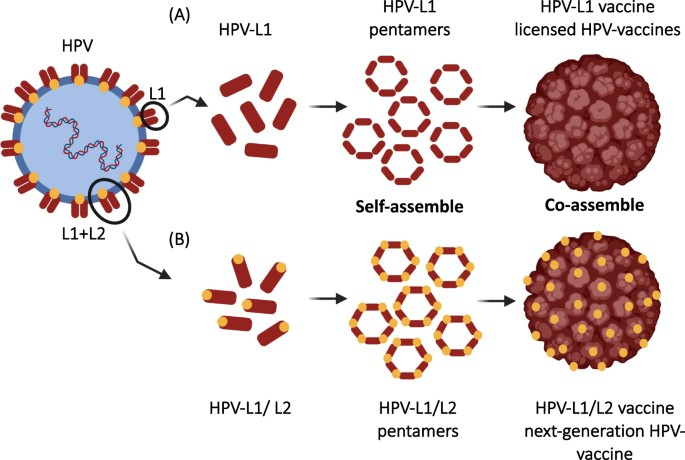 (A)
HPV
L1
L1+L2
HPV-L1
HPV-L1
pentamers
HPV-L1 vaccine
licensed HPV-vaccines
Self-assemble
Co-assemble
(B)
HPV-L1/ L2
HPV-L1/L2
pentamers
HPV-L1/L2 vaccine
next-generation HPV-
vaccine